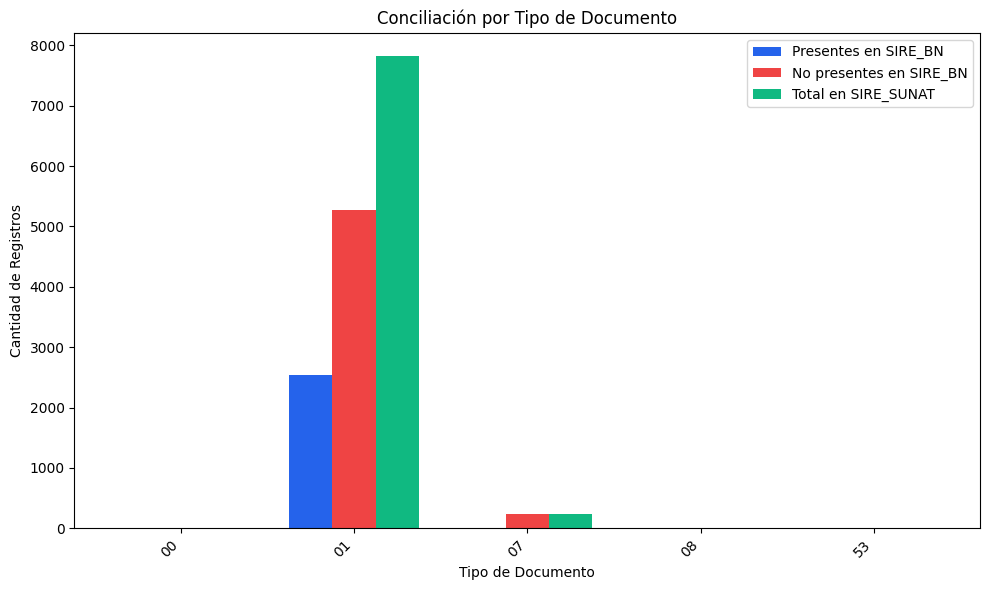 Conciliación por Tipo de Documento
Presentes en SIRE_BN
No presentes en SIRE_BN
Total en SIRE_SUNAT
Cantidad de Registros
8000
7000
6000
5000
4000
3000
2000
1000
0
00
01
07
08
53
Tipo de Documento